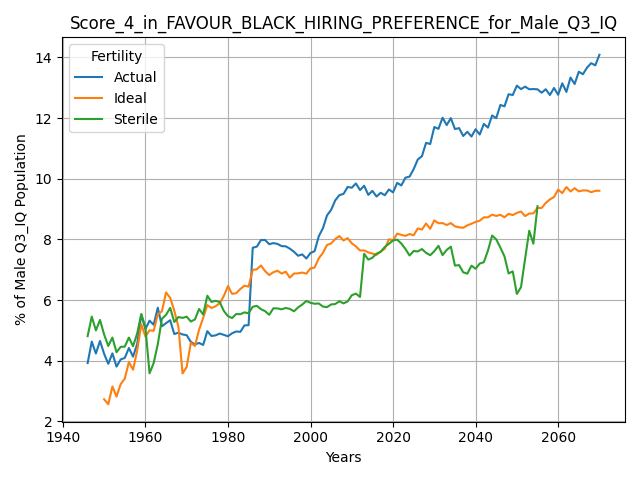 Score_4_in_FAVOUR_BLACK_HIRING_PREFERENCE_for_Male_Q3_IQ
Fertility
Actual
Ideal
Sterile
% of Male Q3_IQ Population
14
12
10
8
6
4
2
1940
1960
1980
2000
2020
2040
2060
Years